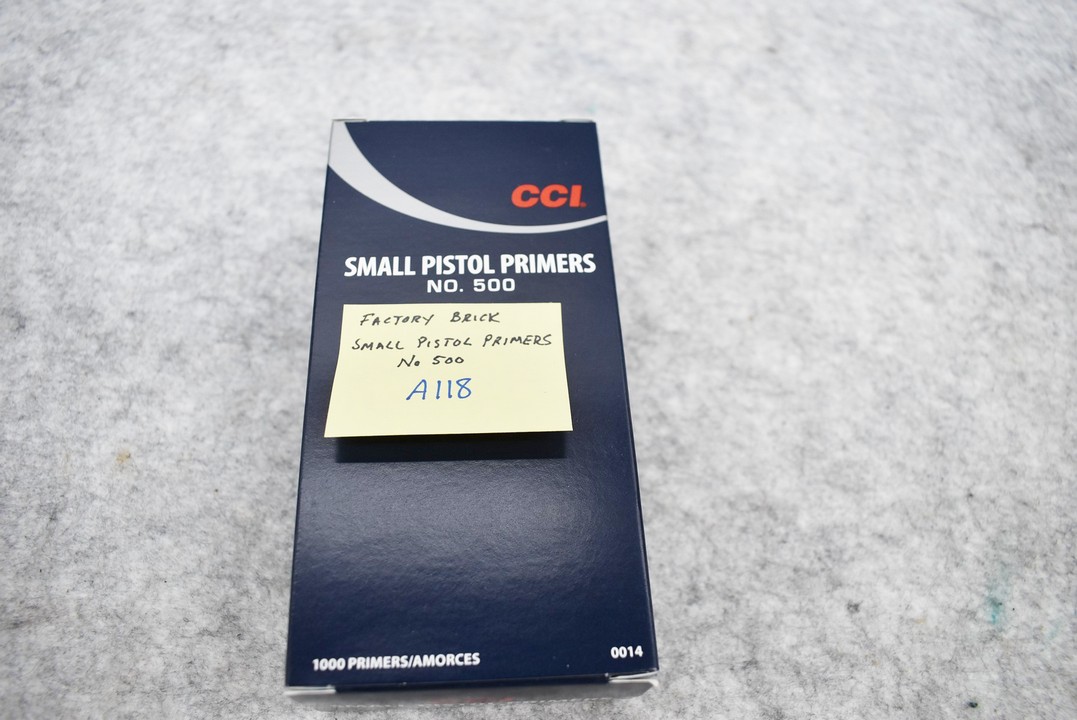 CCI
SMALL PISTOL PRIMERS
NO. 500
FACTORY BRICK
SMALL PISTOL PRIMERS
No 500
A118
1000 PRIMERS/AMORCES
0014